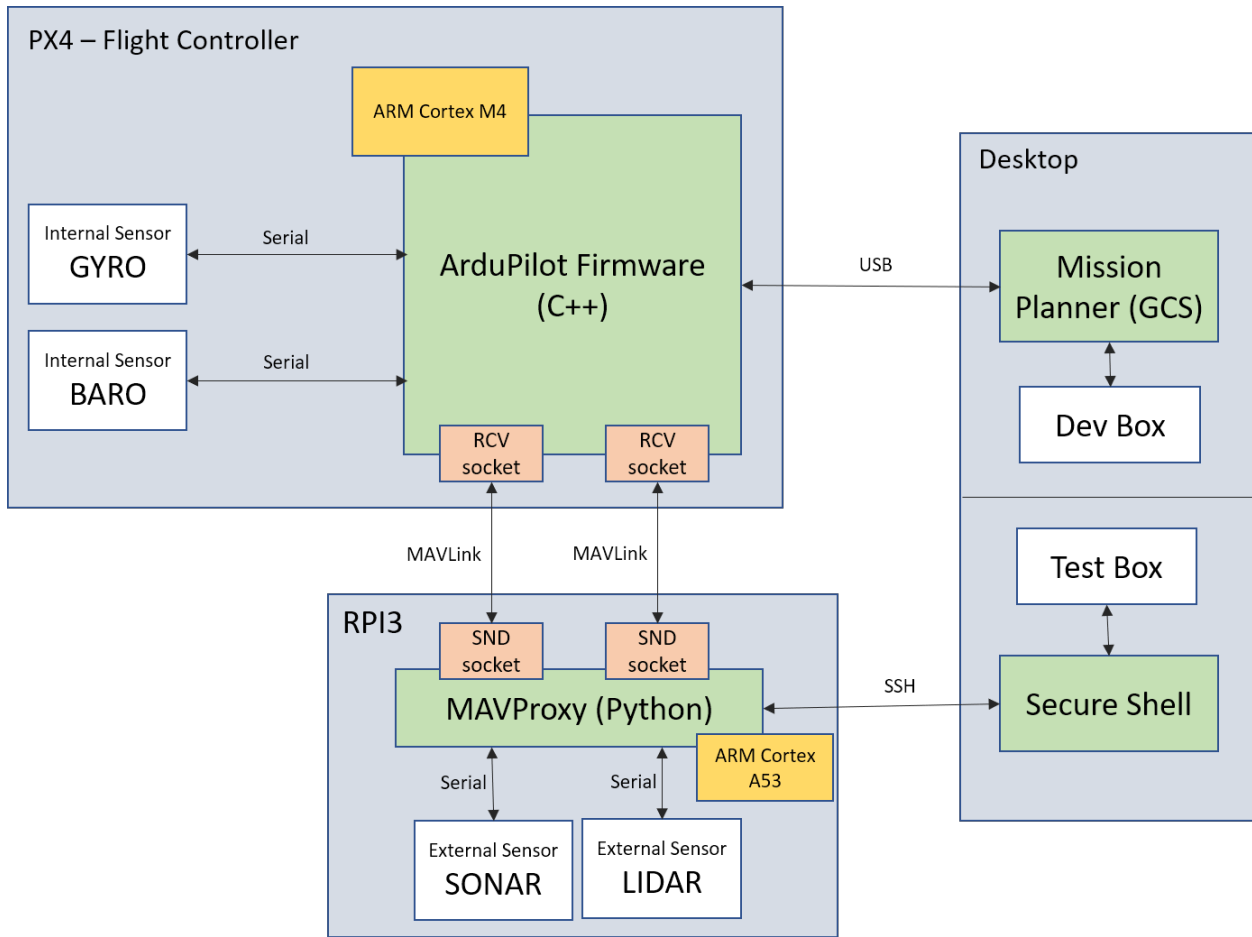 PX4 – Flight Controller
ARM Cortex M4
Internal Sensor
GYRO
Serial
ArduPilot Firmware
(C++)
Internal Sensor
BARO
Serial
RCV
socket
RCV
socket
USB
Desktop
Mission
Planner (GCS)
Dev Box
MAVLink
MAVLink
Test Box
RPI3
SND
socket
SND
socket
MAVProxy (Python)
SSH
Secure Shell
ARM Cortex
A53
Serial
Serial
External Sensor
SONAR
External Sensor
LIDAR